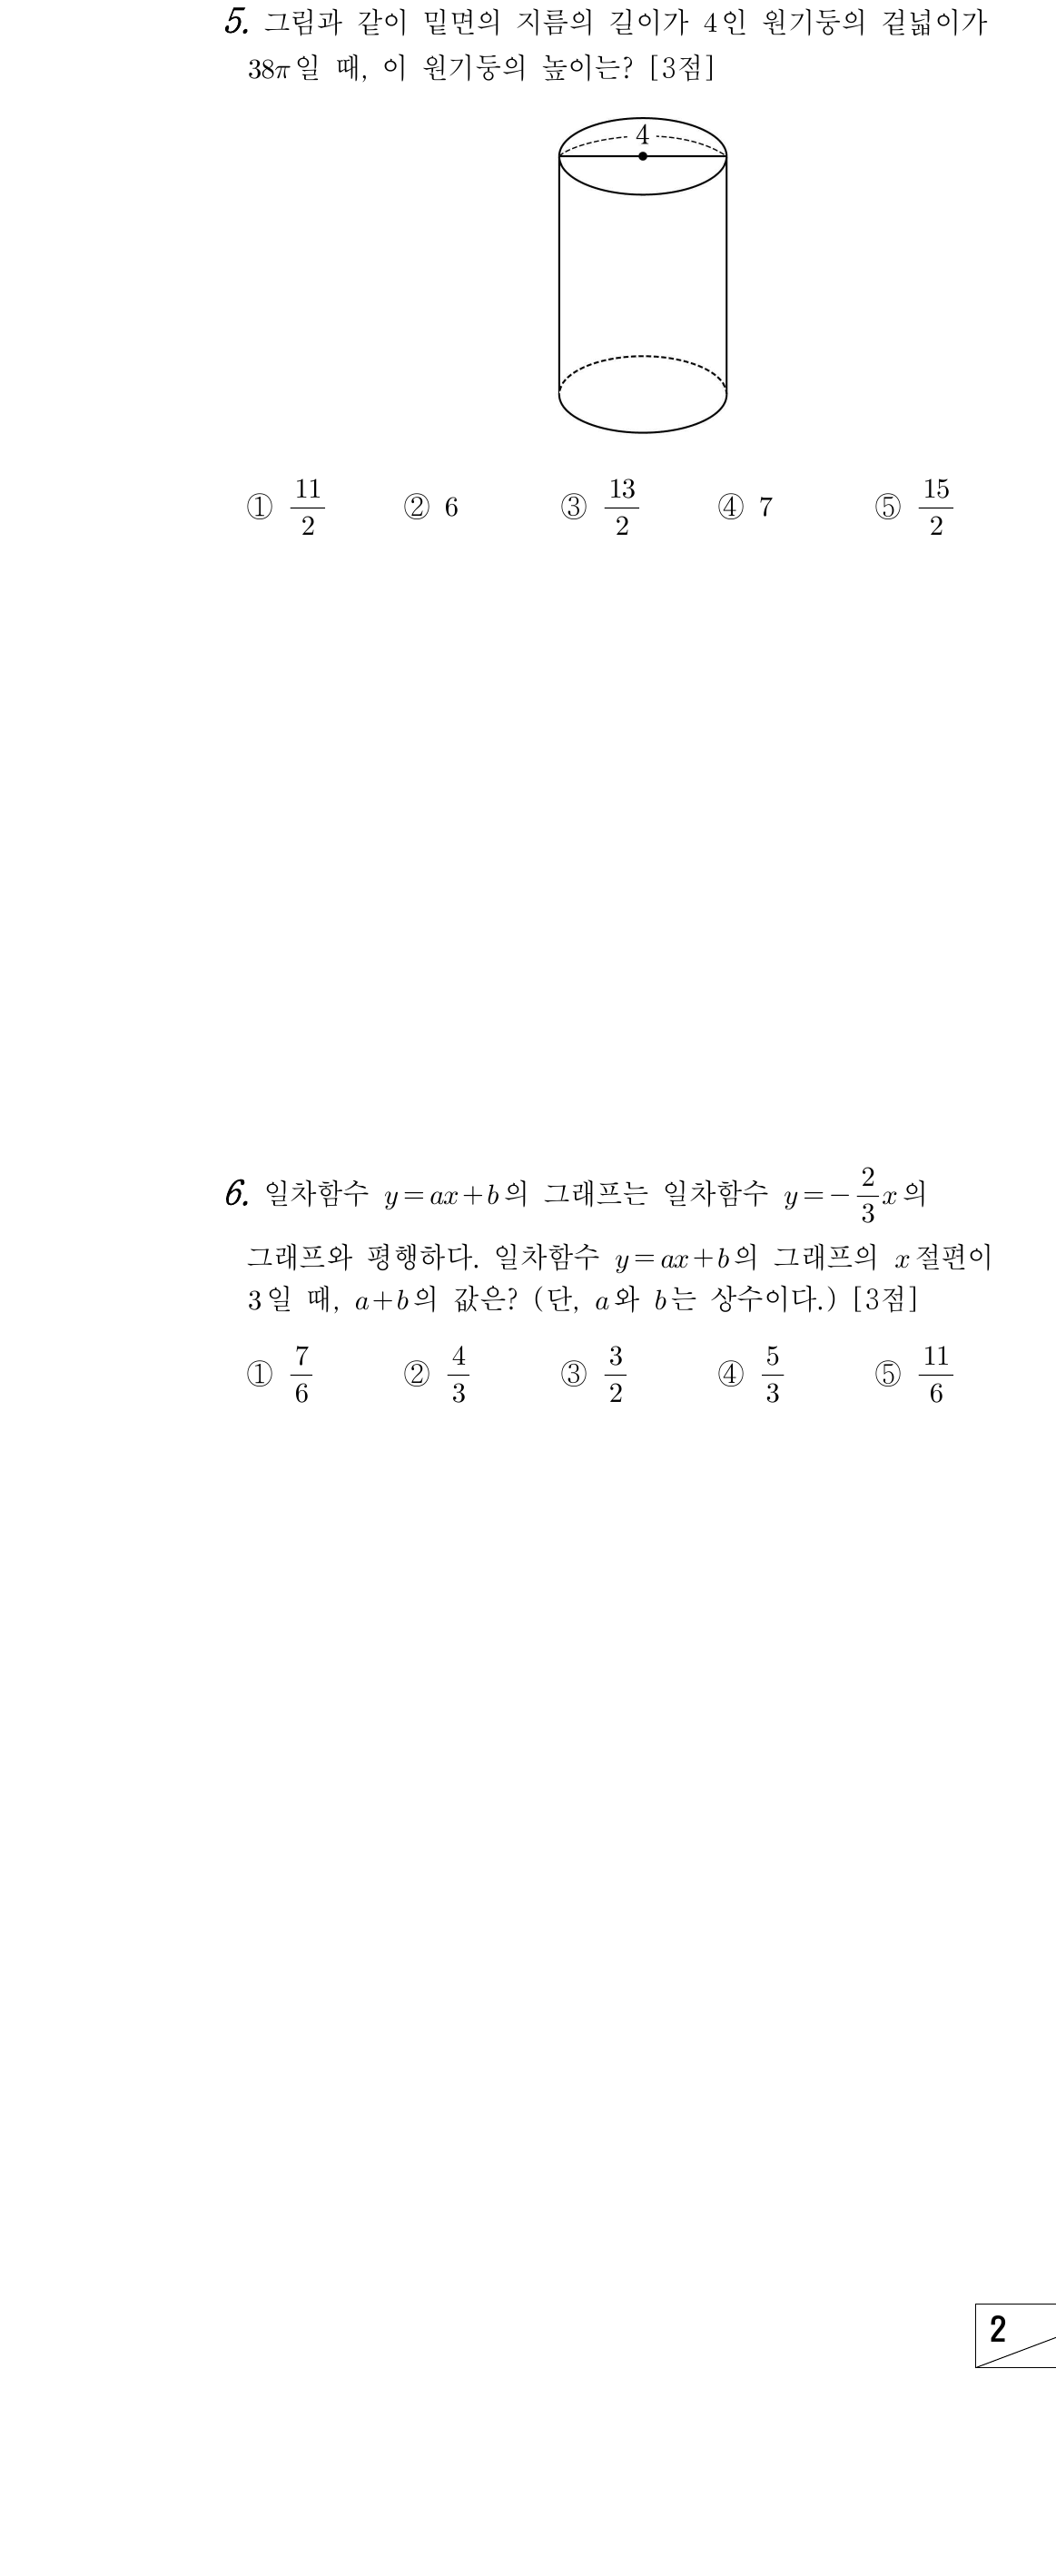 5. 그림과 같이 밑면의 지름의 길이가 4인 원기둥의 겉넓이가
38π일 때, 이 원기둥의 높이는? [3점]
4
① 11/2 ② 6 ③ 13/2 ④ 7 ⑤ 15/2
6. 일차함수 y=ax+b의 그래프는 일차함수 y=-2/3x의
그래프와 평행하다. 일차함수 y=ax+b의 그래프의 x절편이
3일 때, a+b의 값은? (단, a와 b는 상수이다.) [3점]
① 7/6 ② 4/3 ③ 3/2 ④ 5/3 ⑤ 11/6
2